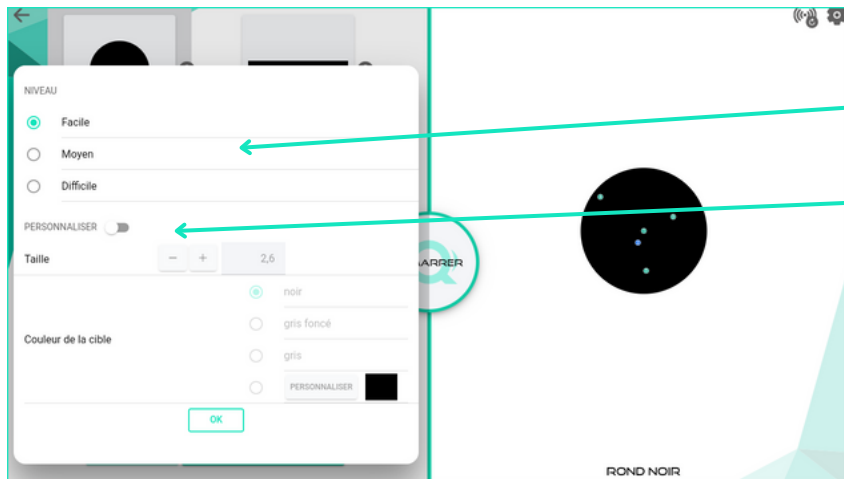 NIVEAU
Facile
Moyen
Difficile
PERSONNALISER
Taille
− + 2,6
noir
gris foncé
Couleur de la cible
gris
PERSONNALISER
OK
ARRER
ROND NOIR